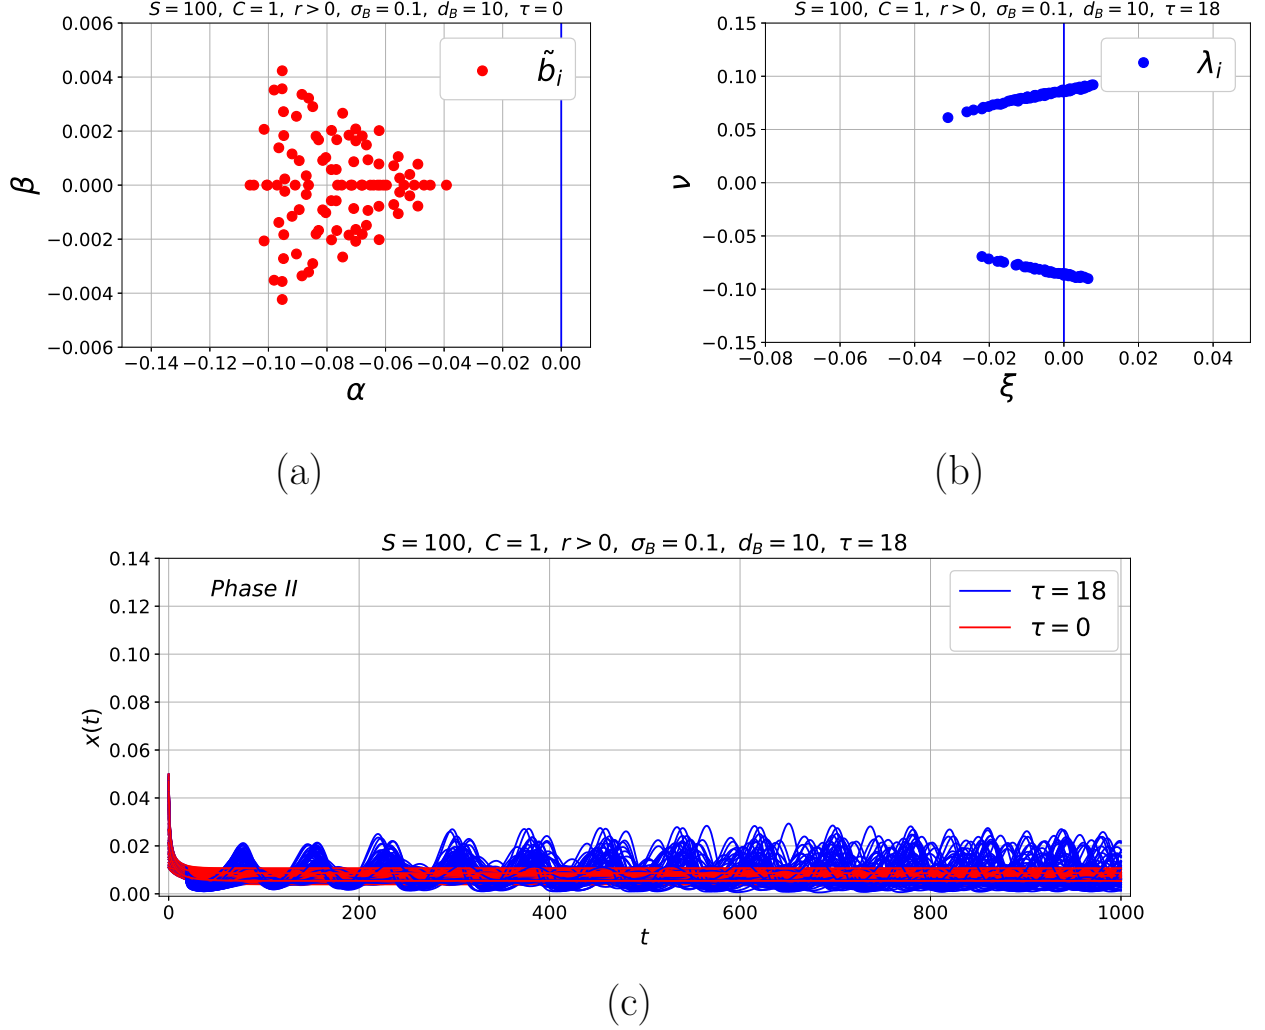 S = 100, C = 1, r > 0, σ_B = 0.1, d_B = 10, τ = 0
0.006
0.004
0.002
0.000
−0.002
−0.004
−0.006
β
b̃_i
−0.14 −0.12 −0.10 −0.08 −0.06 −0.04 −0.02 0.00
α
(a)
S = 100, C = 1, r > 0, σ_B = 0.1, d_B = 10, τ = 18
0.15
0.10
0.05
0.00
−0.05
−0.10
−0.15
ν
λ_i
−0.08 −0.06 −0.04 −0.02 0.00 0.02 0.04
ξ
(b)
S = 100, C = 1, r > 0, σ_B = 0.1, d_B = 10, τ = 18
0.14
0.12
0.10
0.08
0.06
0.04
0.02
0.00
x(t)
Phase II
τ = 18
τ = 0
0 200 400 600 800 1000
t
(c)